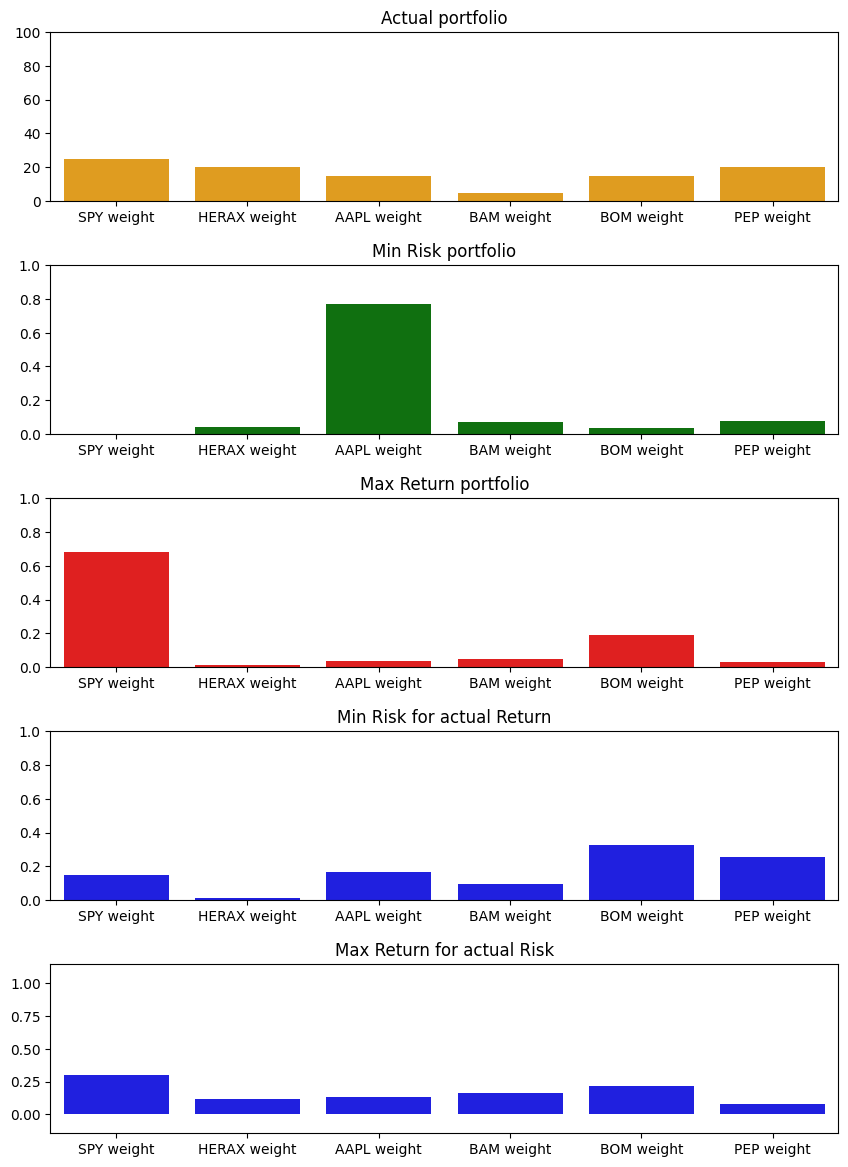 Actual portfolio
100
80
60
40
20
0
SPY weight HERAX weight AAPL weight BAM weight BOM weight PEP weight
Min Risk portfolio
1.0
0.8
0.6
0.4
0.2
0.0
SPY weight HERAX weight AAPL weight BAM weight BOM weight PEP weight
Max Return portfolio
1.0
0.8
0.6
0.4
0.2
0.0
SPY weight HERAX weight AAPL weight BAM weight BOM weight PEP weight
Min Risk for actual Return
1.0
0.8
0.6
0.4
0.2
0.0
SPY weight HERAX weight AAPL weight BAM weight BOM weight PEP weight
Max Return for actual Risk
1.00
0.75
0.50
0.25
0.00
SPY weight HERAX weight AAPL weight BAM weight BOM weight PEP weight